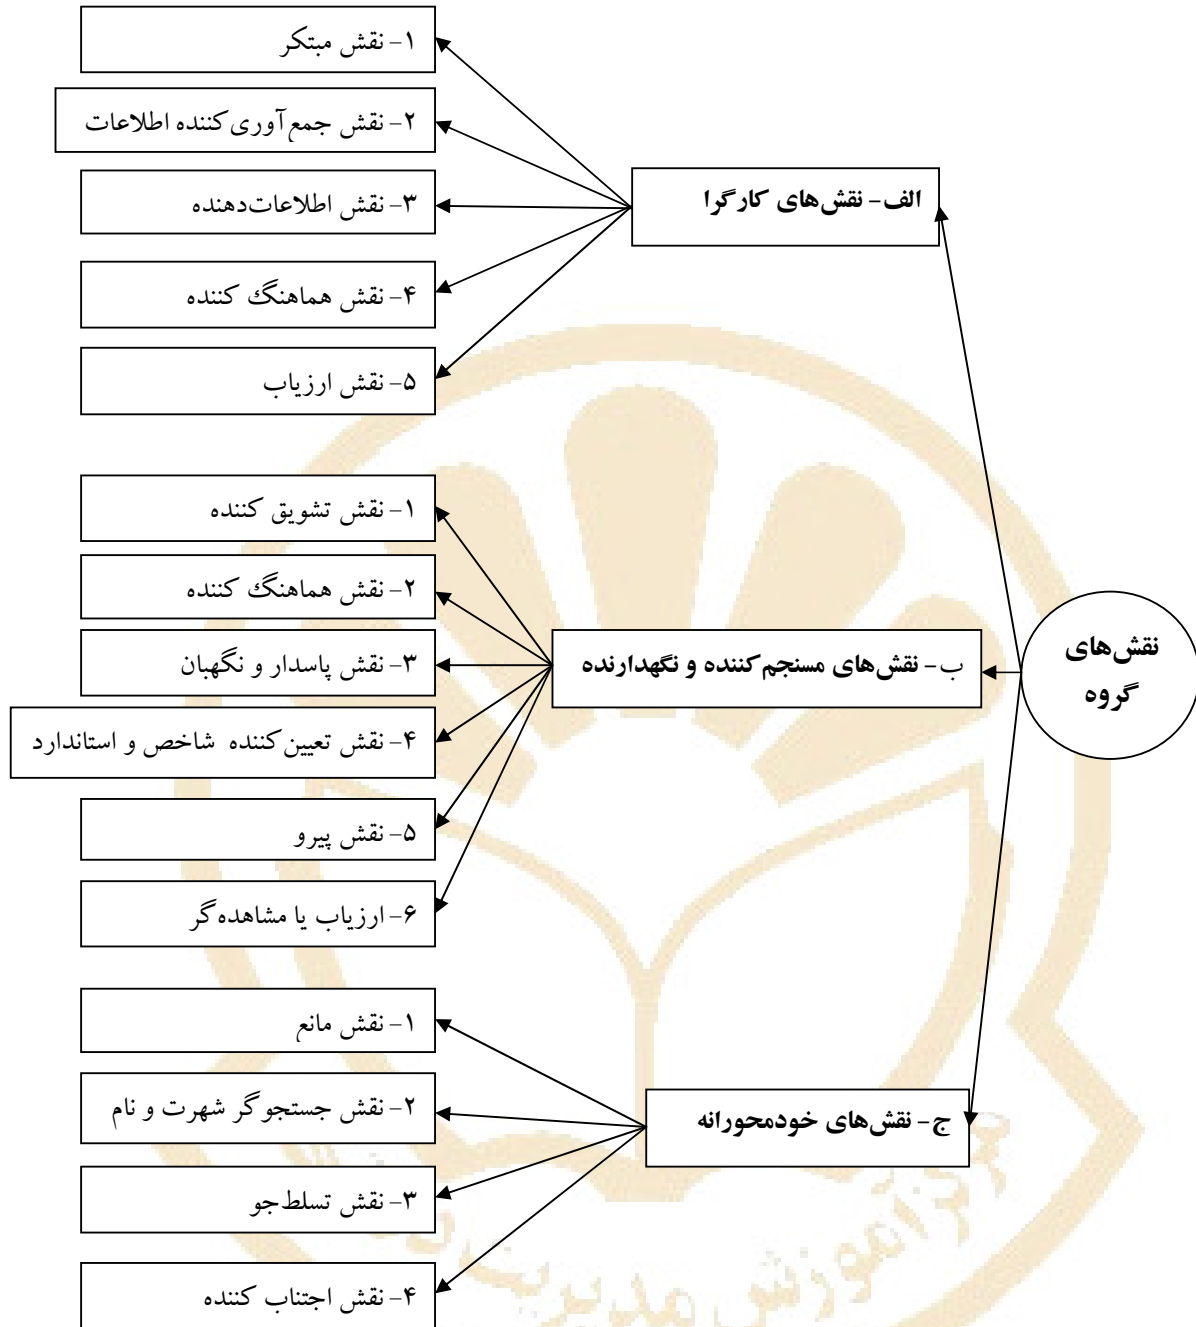 نقش‌های
گروه
الف- نقش‌های کارگرا
۱- نقش مبتکر
۲- نقش جمع‌آوری‌کننده اطلاعات
۳- نقش اطلاعات‌دهنده
۴- نقش هماهنگ کننده
۵- نقش ارزیاب
ب- نقش‌های مسنجم‌کننده و نگهدارنده
۱- نقش تشویق کننده
۲- نقش هماهنگ کننده
۳- نقش پاسدار و نگهبان
۴- نقش تعیین‌کننده شاخص و استاندارد
۵- نقش پیرو
۶- ارزیاب یا مشاهده‌گر
ج- نقش‌های خودمحورانه
۱- نقش مانع
۲- نقش جستجوگر شهرت و نام
۳- نقش تسلط‌جو
۴- نقش اجتناب کننده
مرکز آموزش مدیریت